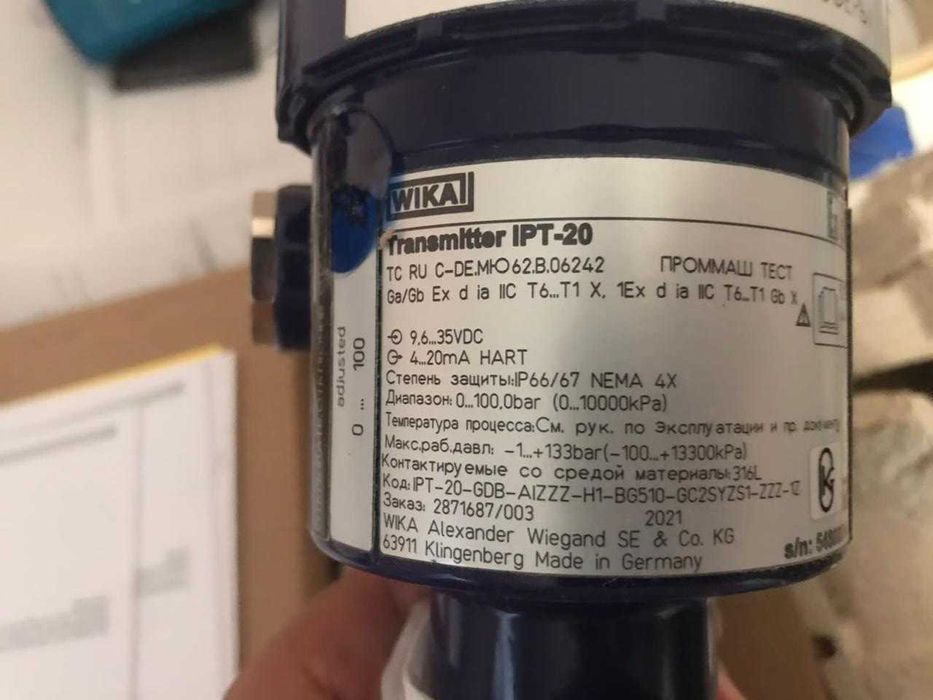 WIKA
Transmitter IPT-20
TC RU C-DE.МЮ62.В.06242 ПРОММАШ ТЕСТ
Ga/Gb Ex d ia IIC T6...T1 X, 1Ex d ia IIC T6...T1 Gb X
9,6...35VDC
4...20mA HART
Степень защиты:IP66/67 NEMA 4X
Диапазон: 0...100,0bar (0...10000kPa)
Температура процесса:См. рук. по Эксплуатации и пр.
Макс.раб.давл: -1...+133bar(-100...+13300kPa)
Контактируемые со средой материалы:316L
Код:IPT-20-GDB-AIZZZ-H1-BG510-GC2SYZS1-ZZZ-1Z
Заказ: 2871687/003 2021
WIKA Alexander Wiegand SE & Co. KG
63911 Klingenberg Made in Germany
s/n:
adjusted
0 ... 100